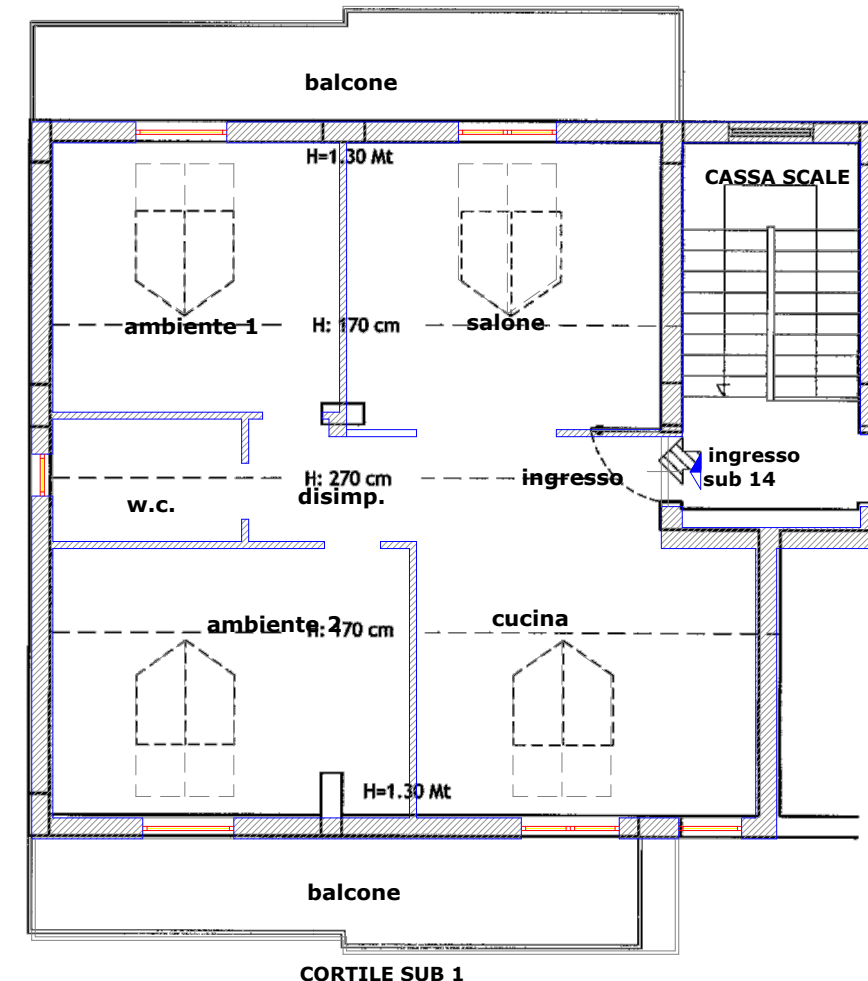 balcone
H=1.30 Mt
CASSA SCALE
ambiente 1
H: 170 cm
salone
ingresso
sub 14
H: 270 cm
ingresso
disimp.
w.c.
ambiente 2
H: 170 cm
cucina
H=1.30 Mt
balcone
CORTILE SUB 1